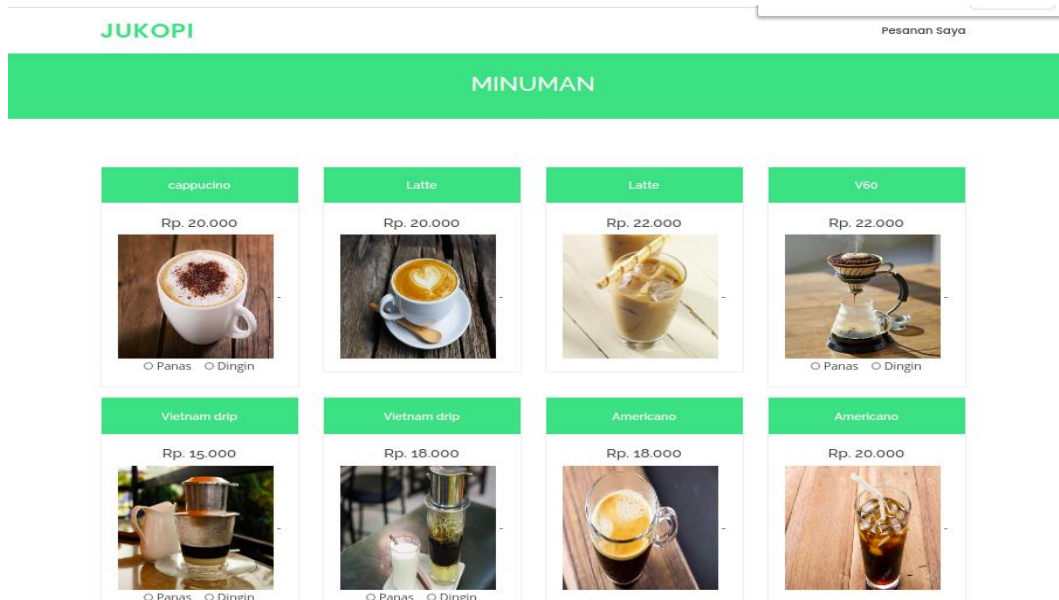 JUKOPI
Pesanan Saya
MINUMAN
cappucino
Latte
Latte
V60
Rp. 20.000
Rp. 20.000
Rp. 22.000
Rp. 22.000
-
-
-
-
Panas Dingin
Panas Dingin
Vietnam drip
Vietnam drip
Americano
Americano
Rp. 15.000
Rp. 18.000
Rp. 18.000
Rp. 20.000
-
-
-
-
Panas Dingin
Panas Dingin